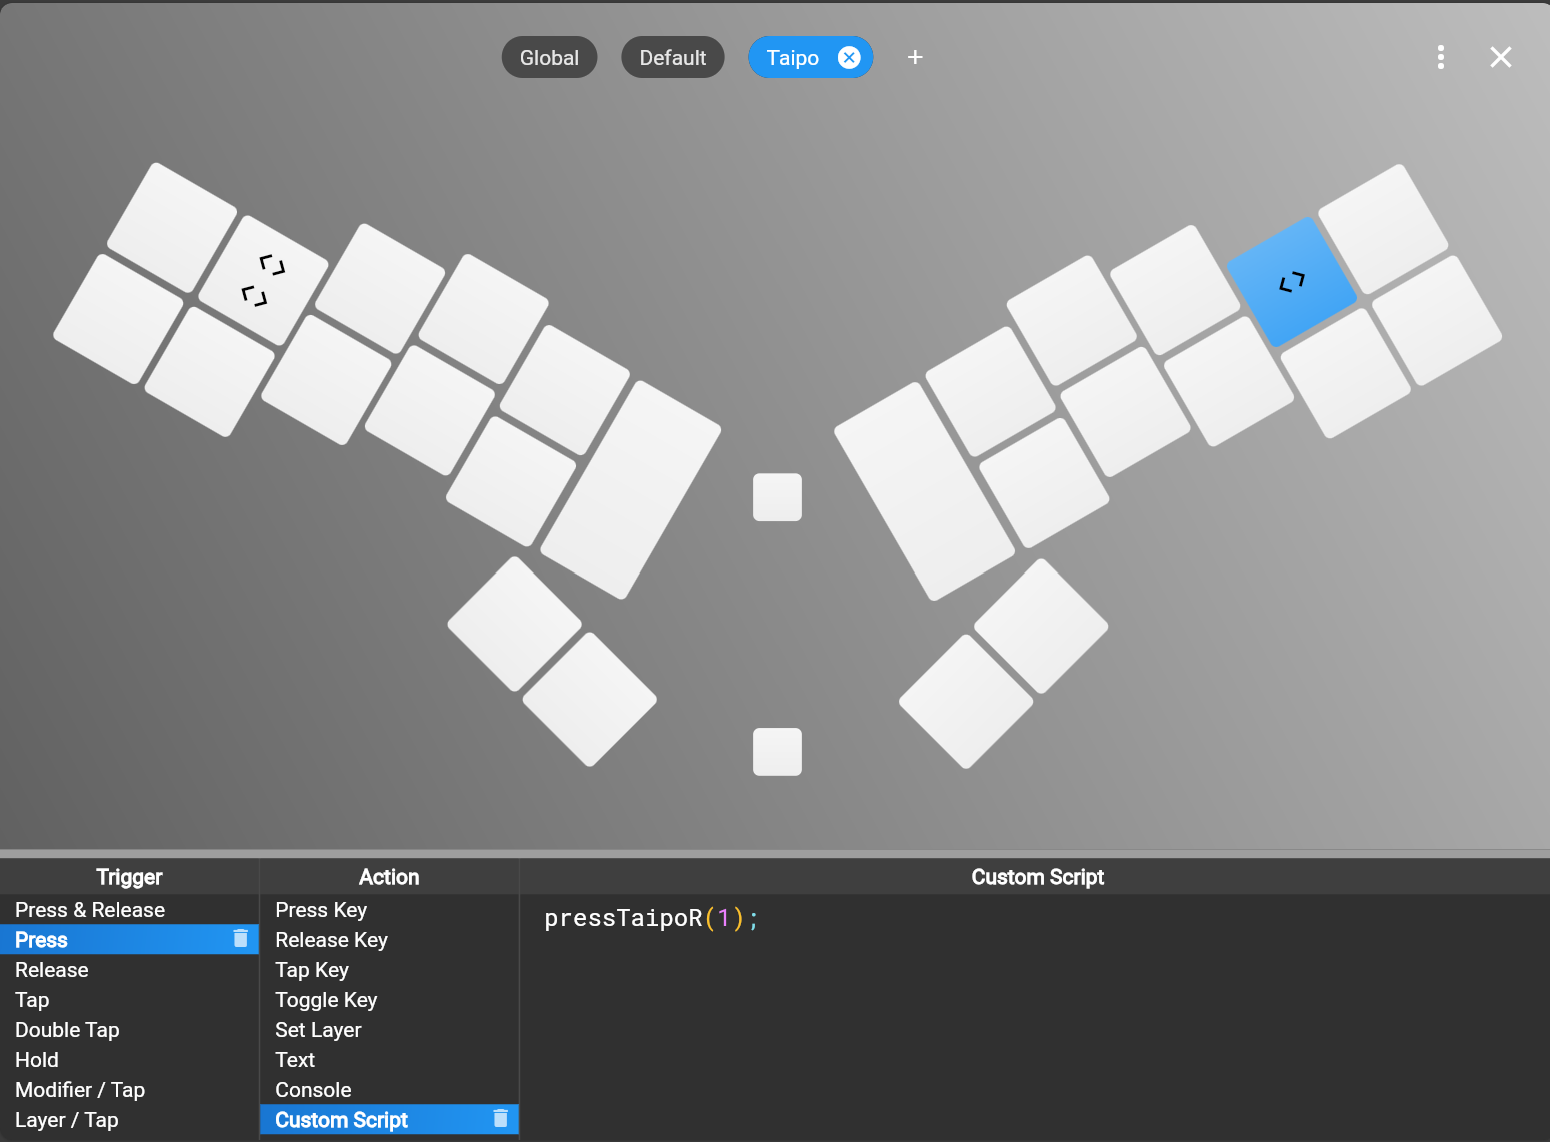 Global Default Taipo +
Trigger Action Custom Script
Press & Release Press Key pressTaipoR(1);
Press Release Key
Release Tap Key
Tap Toggle Key
Double Tap Set Layer
Hold Text
Modifier / Tap Console
Layer / Tap Custom Script